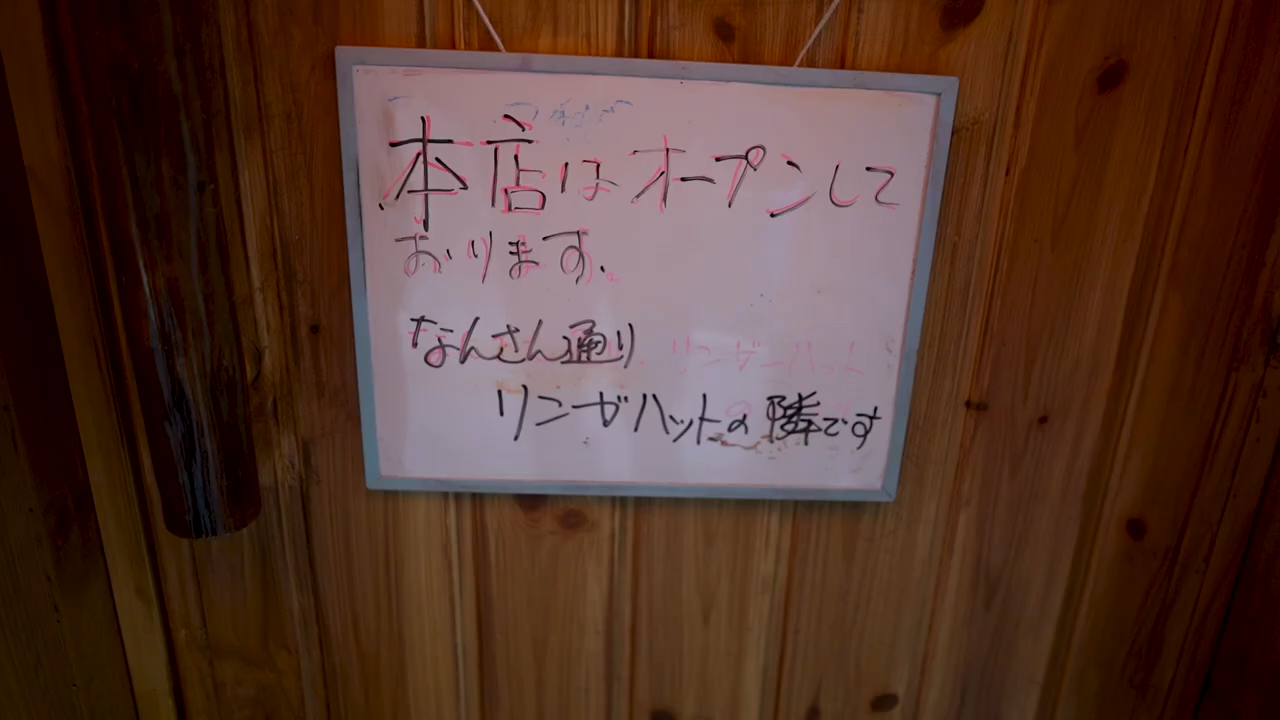 本店はオープンして
おります。
なんさん通り
リンガハットの隣です